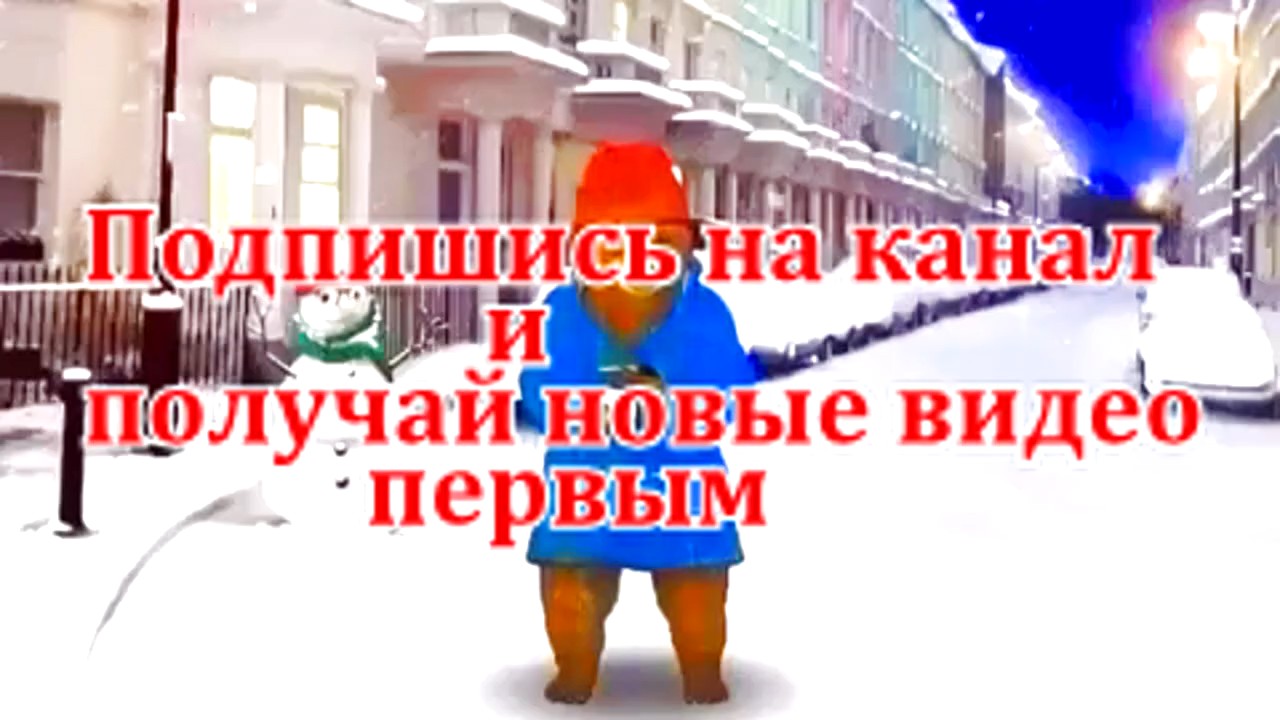 Подпишись на канал
и
получай новые видео
первым